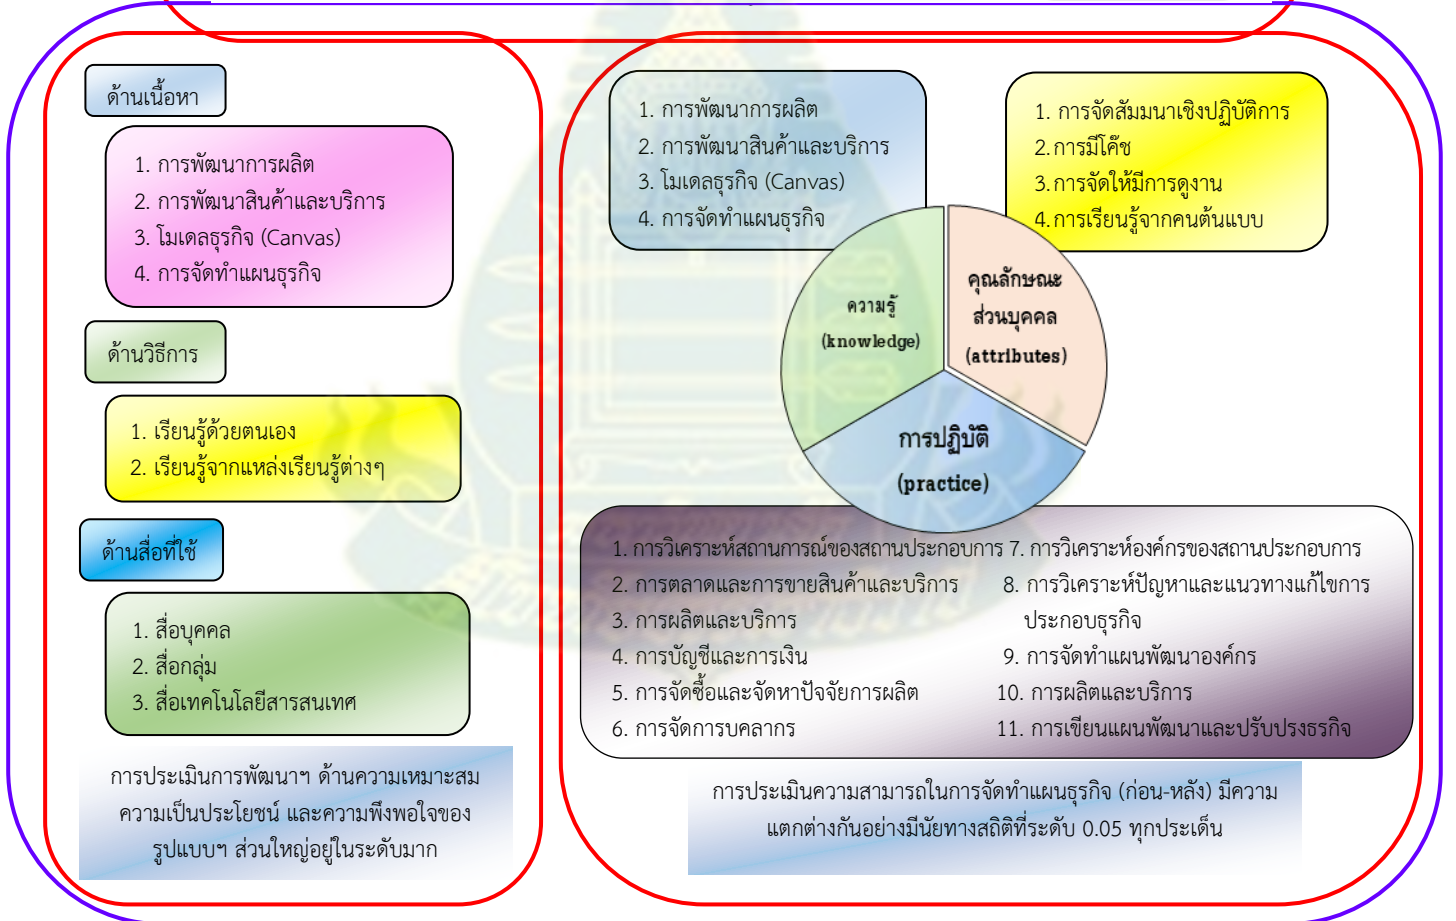 ด้านเนื้อหา
1. การพัฒนาการผลิต
2. การพัฒนาสินค้าและบริการ
3. โมเดลธุรกิจ (Canvas)
4. การจัดทำแผนธุรกิจ
ด้านวิธีการ
1. เรียนรู้ด้วยตนเอง
2. เรียนรู้จากแหล่งเรียนรู้ต่างๆ
ด้านสื่อที่ใช้
1. สื่อบุคคล
2. สื่อกลุ่ม
3. สื่อเทคโนโลยีสารสนเทศ
การประเมินการพัฒนาฯ ด้านความเหมาะสม
ความเป็นประโยชน์ และความพึงพอใจของ
รูปแบบฯ ส่วนใหญ่อยู่ในระดับมาก
1. การพัฒนาการผลิต
2. การพัฒนาสินค้าและบริการ
3. โมเดลธุรกิจ (Canvas)
4. การจัดทำแผนธุรกิจ
1. การจัดสัมมนาเชิงปฏิบัติการ
2.การมีโค๊ช
3.การจัดให้มีการดูงาน
4.การเรียนรู้จากคนต้นแบบ
ความรู้
(knowledge)
คุณลักษณะ
ส่วนบุคคล
(attributes)
การปฏิบัติ
(practice)
1. การวิเคราะห์สถานการณ์ของสถานประกอบการ
2. การตลาดและการขายสินค้าและบริการ
3. การผลิตและบริการ
4. การบัญชีและการเงิน
5. การจัดซื้อและจัดหาปัจจัยการผลิต
6. การจัดการบคลากร
7. การวิเคราะห์องค์กรของสถานประกอบการ
8. การวิเคราะห์ปัญหาและแนวทางแก้ไขการ
ประกอบธุรกิจ
9. การจัดทำแผนพัฒนาองค์กร
10. การผลิตและบริการ
11. การเขียนแผนพัฒนาและปรับปรงธรกิจ
การประเมินความสามารถในการจัดทำแผนธุรกิจ (ก่อน-หลัง) มีความ
แตกต่างกันอย่างมีนัยทางสถิติที่ระดับ 0.05 ทุกประเด็น